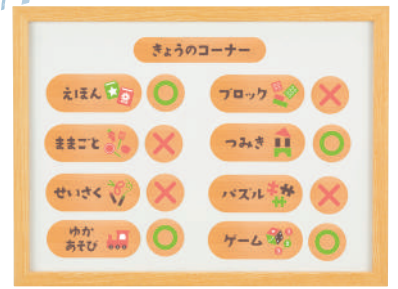 きょうのコーナー
えほん
ブロック
ままごと
つみき
せいさく
パズル
ゆか
あそび
ゲーム